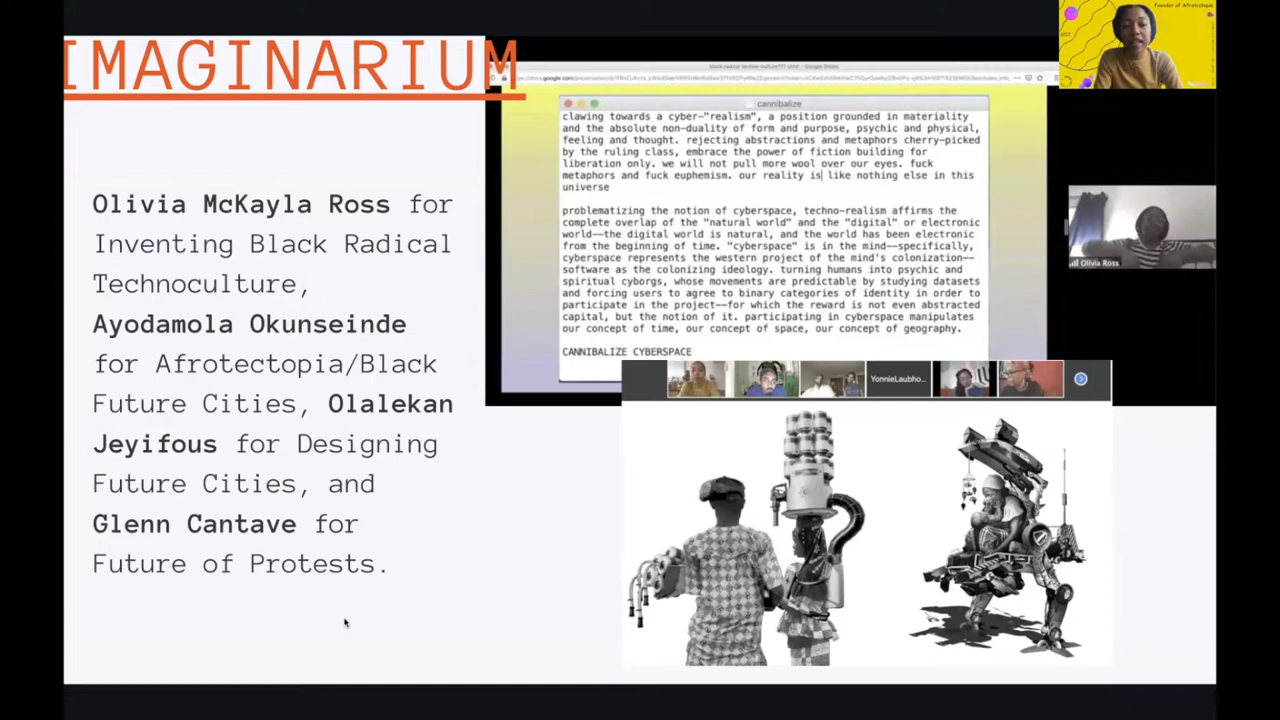 Founder of Afrotectopia
IMAGINARIUM
Olivia McKayla Ross for
Inventing Black Radical
Technoculture,
Ayodamola Okunseinde
for Afrotectopia/Black
Future Cities, Olalekan
Jeyifous for Designing
Future Cities, and
Glenn Cantave for
Future of Protests.
cannibalize
clawing towards a cyber-"realism", a position grounded in materiality
and the absolute non-duality of form and purpose, psychic and physical,
feeling and thought. rejecting abstractions and metaphors cherry-picked
by the ruling class, embrace the power of fiction building for
liberation only. we will not pull more wool over our eyes. fuck
metaphors and fuck euphemism. our reality is like nothing else in this
universe
problematizing the notion of cyberspace, techno-realism affirms the
complete overlap of the "natural world" and the "digital" or electronic
world--the digital world is natural, and the world has been electronic
from the beginning of time. "cyberspace" is in the mind--specifically,
cyberspace represents the western project of the mind's colonization--
software as the colonizing ideology. turning humans into psychic and
spiritual cyborgs, whose movements are predictable by studying datasets
and forcing users to agree to binary categories of identity in order to
participate in the project--for which the reward is not even abstracted
capital, but the notion of it. participating in cyberspace manipulates
our concept of time, our concept of space, our concept of geography.
CANNIBALIZE CYBERSPACE
Olivia Ross
YonnieLaubho...